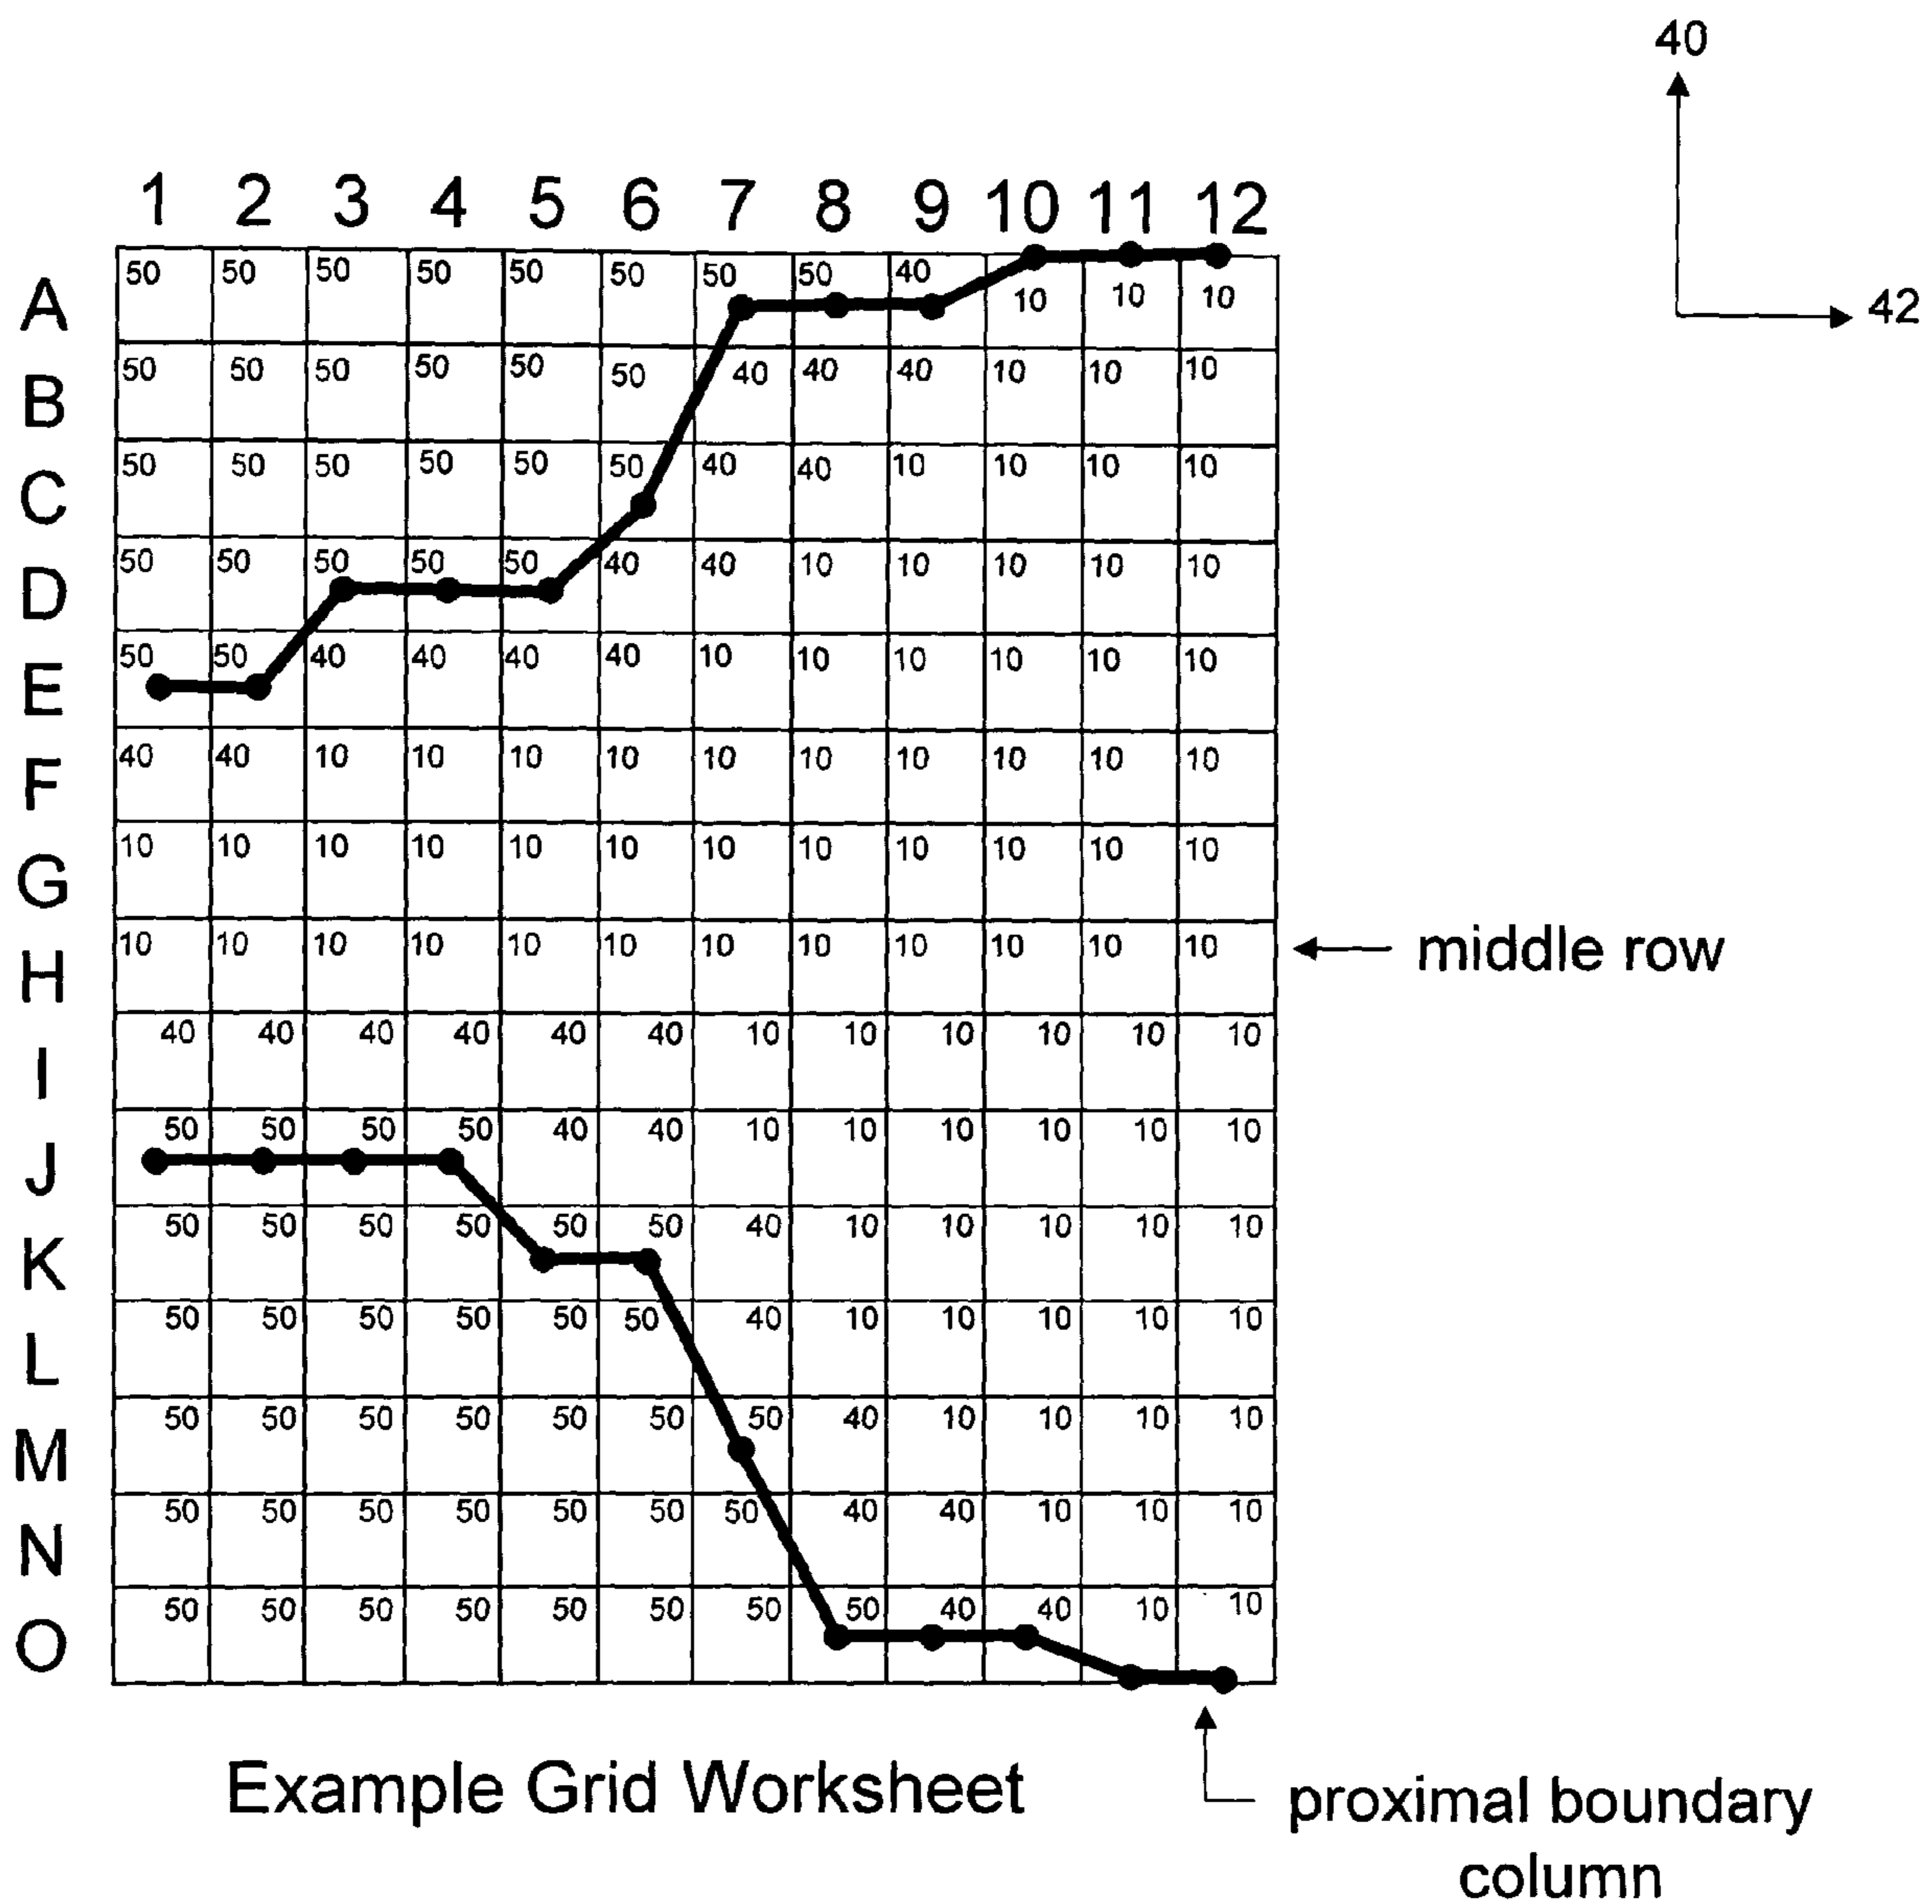 40
42
1 2 3 4 5 6 7 8 9 10 11 12
A 50 50 50 50 50 50 50 50 40 10 10 10
B 50 50 50 50 50 50 40 40 40 10 10 10
C 50 50 50 50 50 50 40 40 10 10 10 10
D 50 50 50 50 50 40 40 10 10 10 10 10
E 50 50 40 40 40 40 10 10 10 10 10 10
F 40 40 10 10 10 10 10 10 10 10 10 10
G 10 10 10 10 10 10 10 10 10 10 10 10
H 10 10 10 10 10 10 10 10 10 10 10 10 middle row
I 40 40 40 40 40 40 10 10 10 10 10 10
J 50 50 50 50 40 40 10 10 10 10 10 10
K 50 50 50 50 50 50 40 10 10 10 10 10
L 50 50 50 50 50 50 40 10 10 10 10 10
M 50 50 50 50 50 50 50 40 10 10 10 10
N 50 50 50 50 50 50 50 40 40 10 10 10
O 50 50 50 50 50 50 50 50 40 40 10 10
Example Grid Worksheet
proximal boundary
column